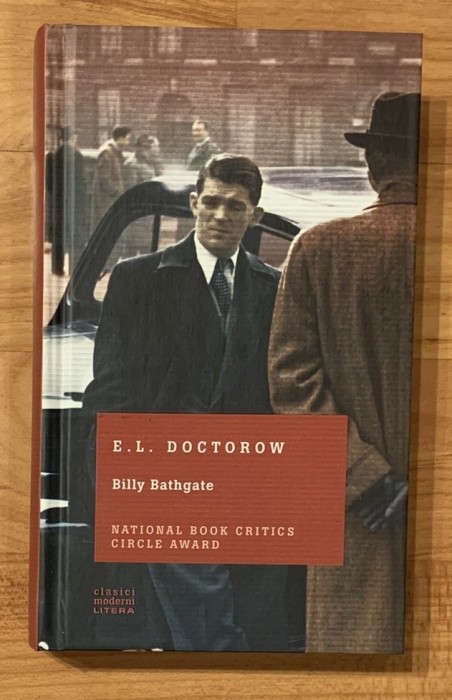 E.L. DOCTOROW
Billy Bathgate
NATIONAL BOOK CRITICS
CIRCLE AWARD
clasici
moderni
LITERA